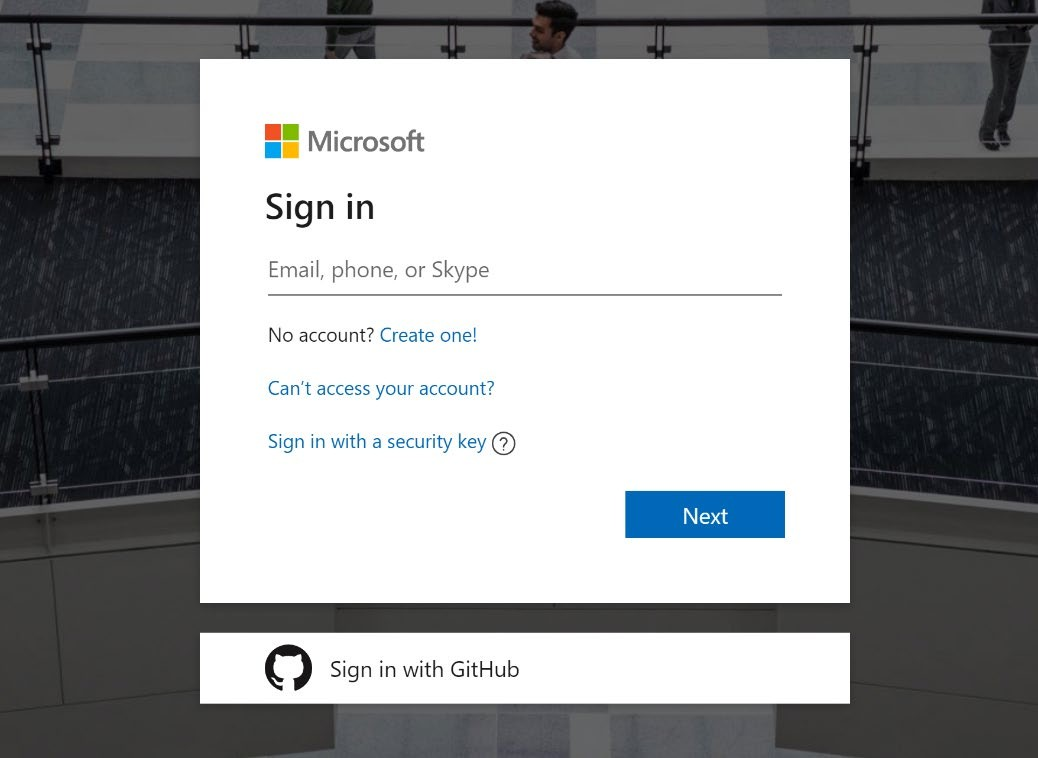 Microsoft
Sign in
Email, phone, or Skype
No account? Create one!
Can't access your account?
Sign in with a security key ?
Next
Sign in with GitHub